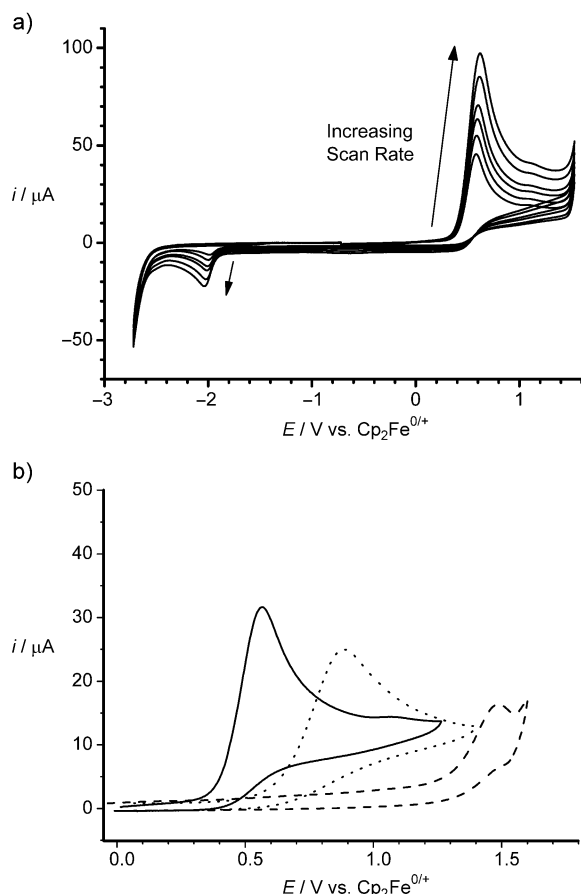 a)
100
50
0
−50
i / μA
Increasing
Scan Rate
−3
−2
−1
0
1
E / V vs. Cp₂Fe⁰/⁺
b)
50
40
30
20
10
0
i / μA
0.0
0.5
1.0
1.5
E / V vs. Cp₂Fe⁰/⁺